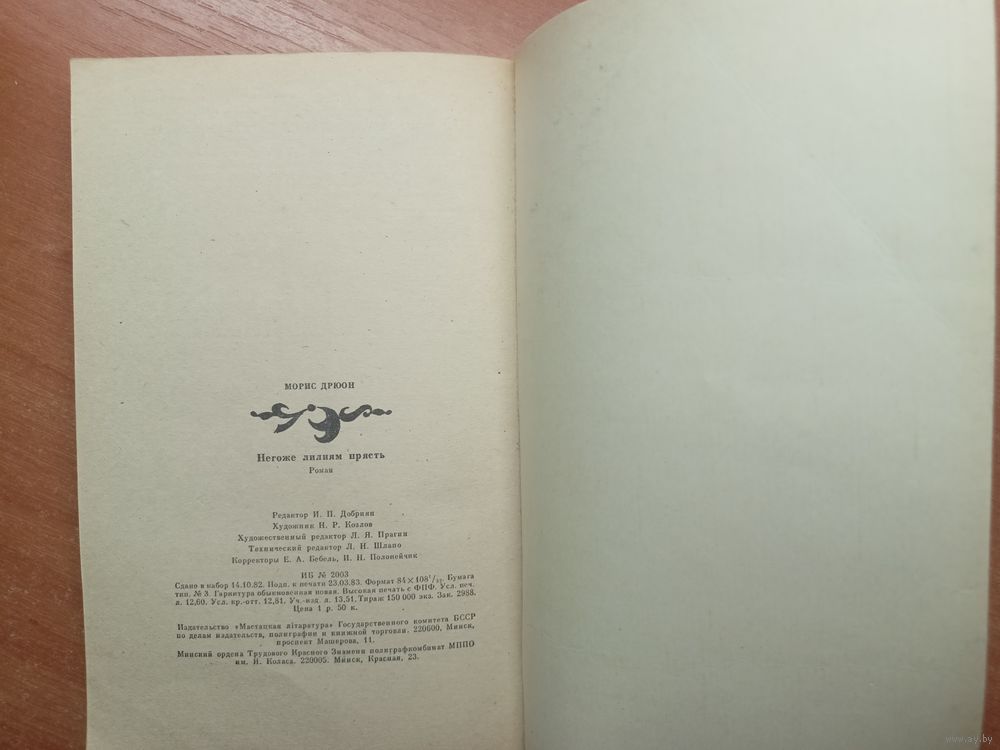 МОРИС ДРЮОН
Негоже лилиям прясть
Роман
Редактор И. П. Добриян
Художник Н. Р. Козлов
Художественный редактор Л. Я. Прагин
Технический редактор Л. Н. Шлапо
Корректоры Е. А. Бебель, И. Н. Полонейчик
ИБ № 2003
Сдано в набор 14.10.82. Подп. к печати 23.03.83. Формат 84×108¹/₃₂. Бумага
тип. № 3. Гарнитура обыкновенная новая. Высокая печать с ФПФ. Усл. печ.
л. 12,60. Усл. кр.-отт. 12,81. Уч.-изд. л. 13,51. Тираж 150 000 экз. Зак. 2988.
Цена 1 р. 50 к.
Издательство «Мастацкая літаратура» Государственного комитета БССР
по делам издательств, полиграфии и книжной торговли. 220600, Минск,
проспект Машерова, 11.
Минский ордена Трудового Красного Знамени полиграфкомбинат МППО
им. Я. Коласа. 220005. Минск, Красная, 23.
www.ay.by